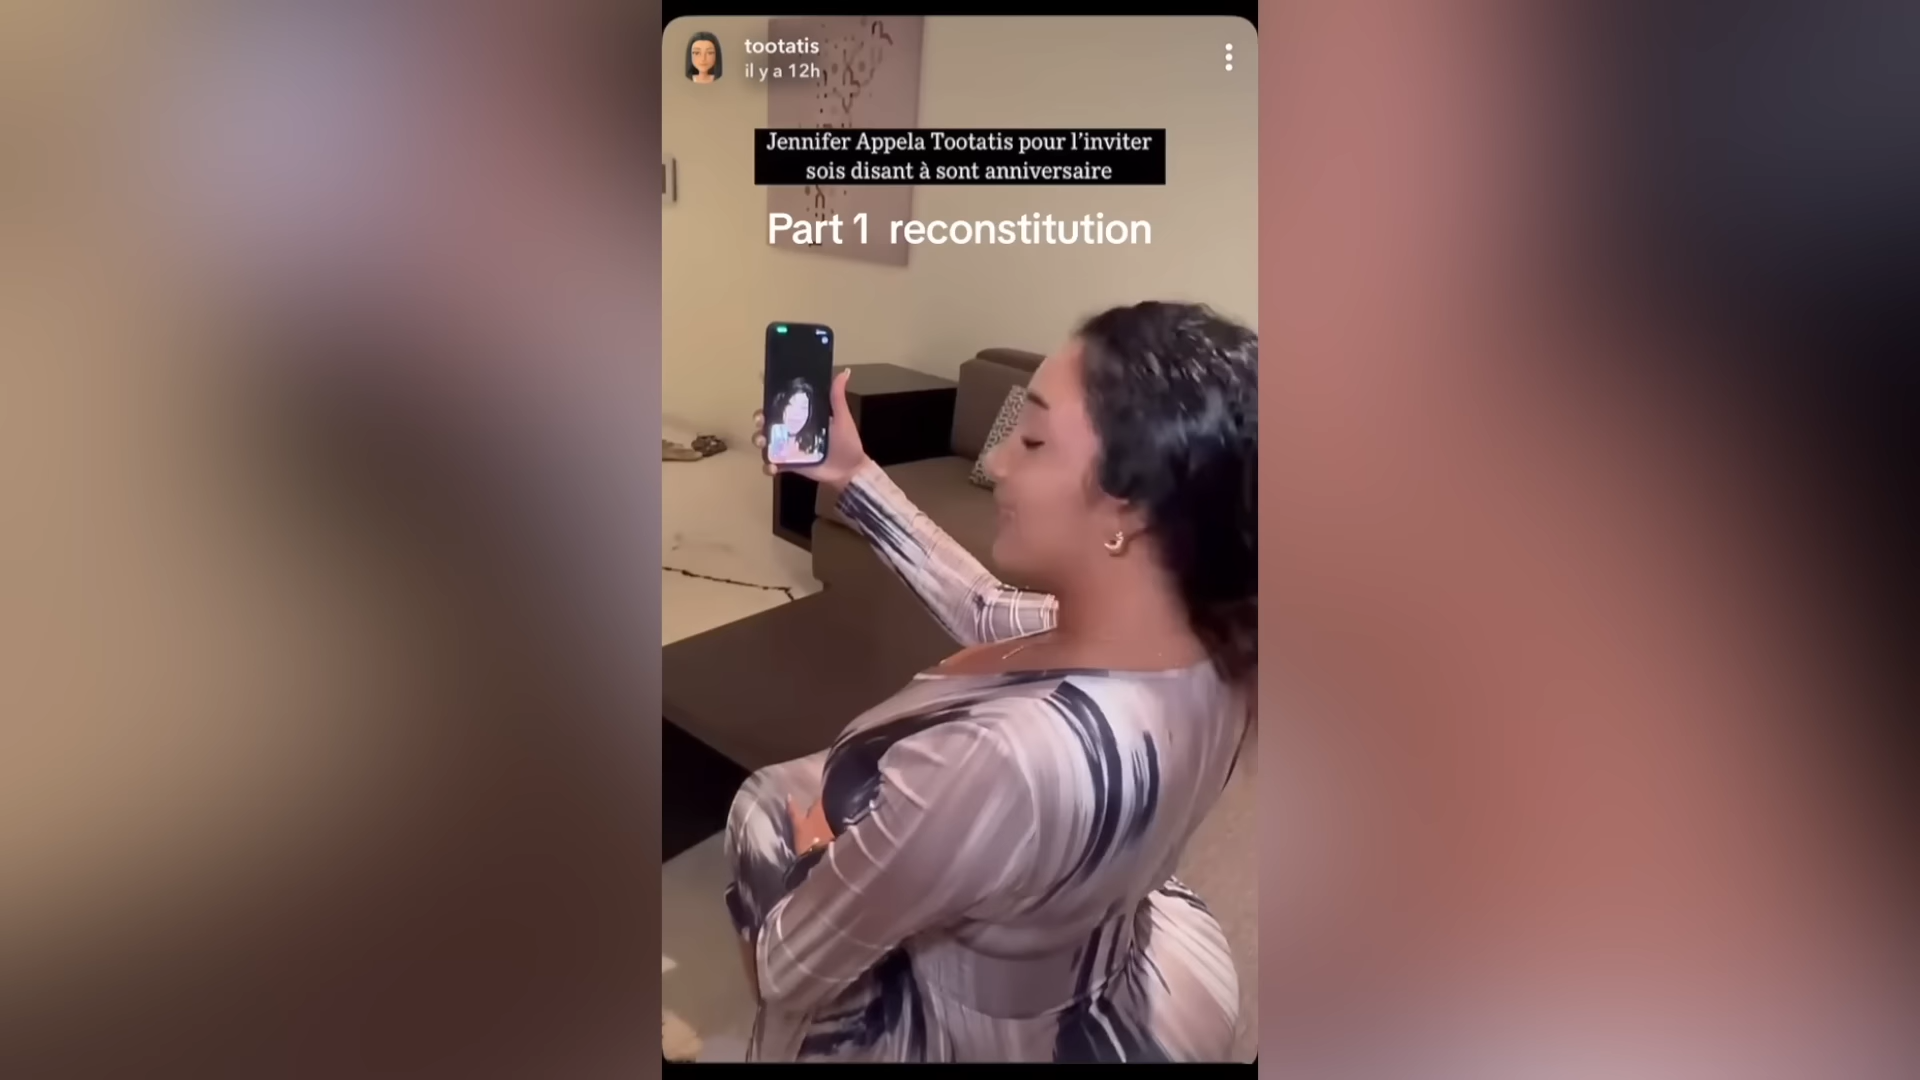 tootatis
il y a 12h
Jennifer Appela Tootatis pour l'inviter
sois disant à sont anniversaire
Part 1 reconstitution